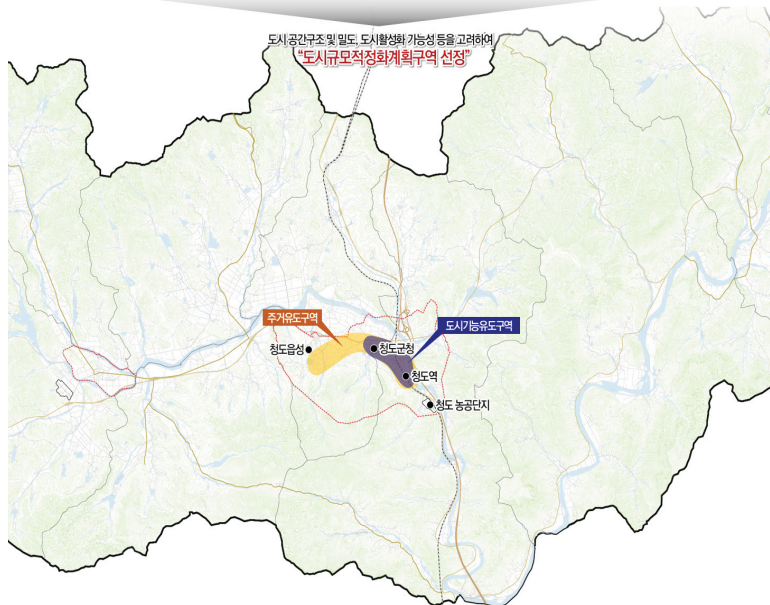 도시 공간구조 및 밀도, 도시활성화 가능성 등을 고려하여
“도시규모적정화계획구역 선정”
주거유도구역
도시기능유도구역
청도읍성
청도군청
청도역
청도 농공단지